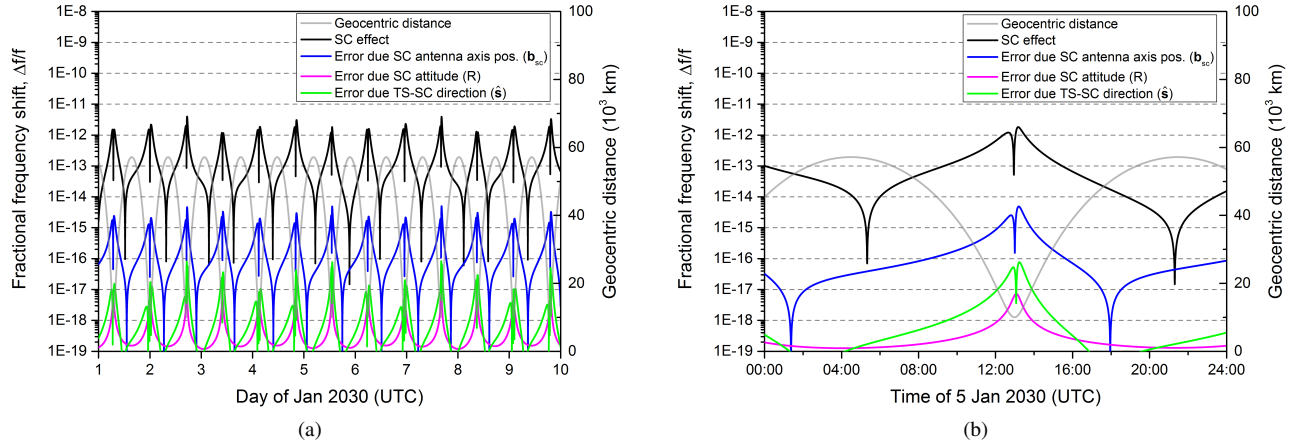 1E-8
1E-9
1E-10
1E-11
1E-12
1E-13
1E-14
1E-15
1E-16
1E-17
1E-18
1E-19
Fractional frequency shift, Δf/f
Geocentric distance
SC effect
Error due SC antenna axis pos. (b_sc)
Error due SC attitude (R)
Error due TS-SC direction (ŝ)
100
80
60
40
20
0
Geocentric distance (10³ km)
1 2 3 4 5 6 7 8 9 10
Day of Jan 2030 (UTC)
(a)
1E-8
1E-9
1E-10
1E-11
1E-12
1E-13
1E-14
1E-15
1E-16
1E-17
1E-18
1E-19
Fractional frequency shift, Δf/f
Geocentric distance
SC effect
Error due SC antenna axis pos. (b_sc)
Error due SC attitude (R)
Error due TS-SC direction (ŝ)
100
80
60
40
20
0
Geocentric distance (10³ km)
00:00 04:00 08:00 12:00 16:00 20:00 24:00
Time of 5 Jan 2030 (UTC)
(b)